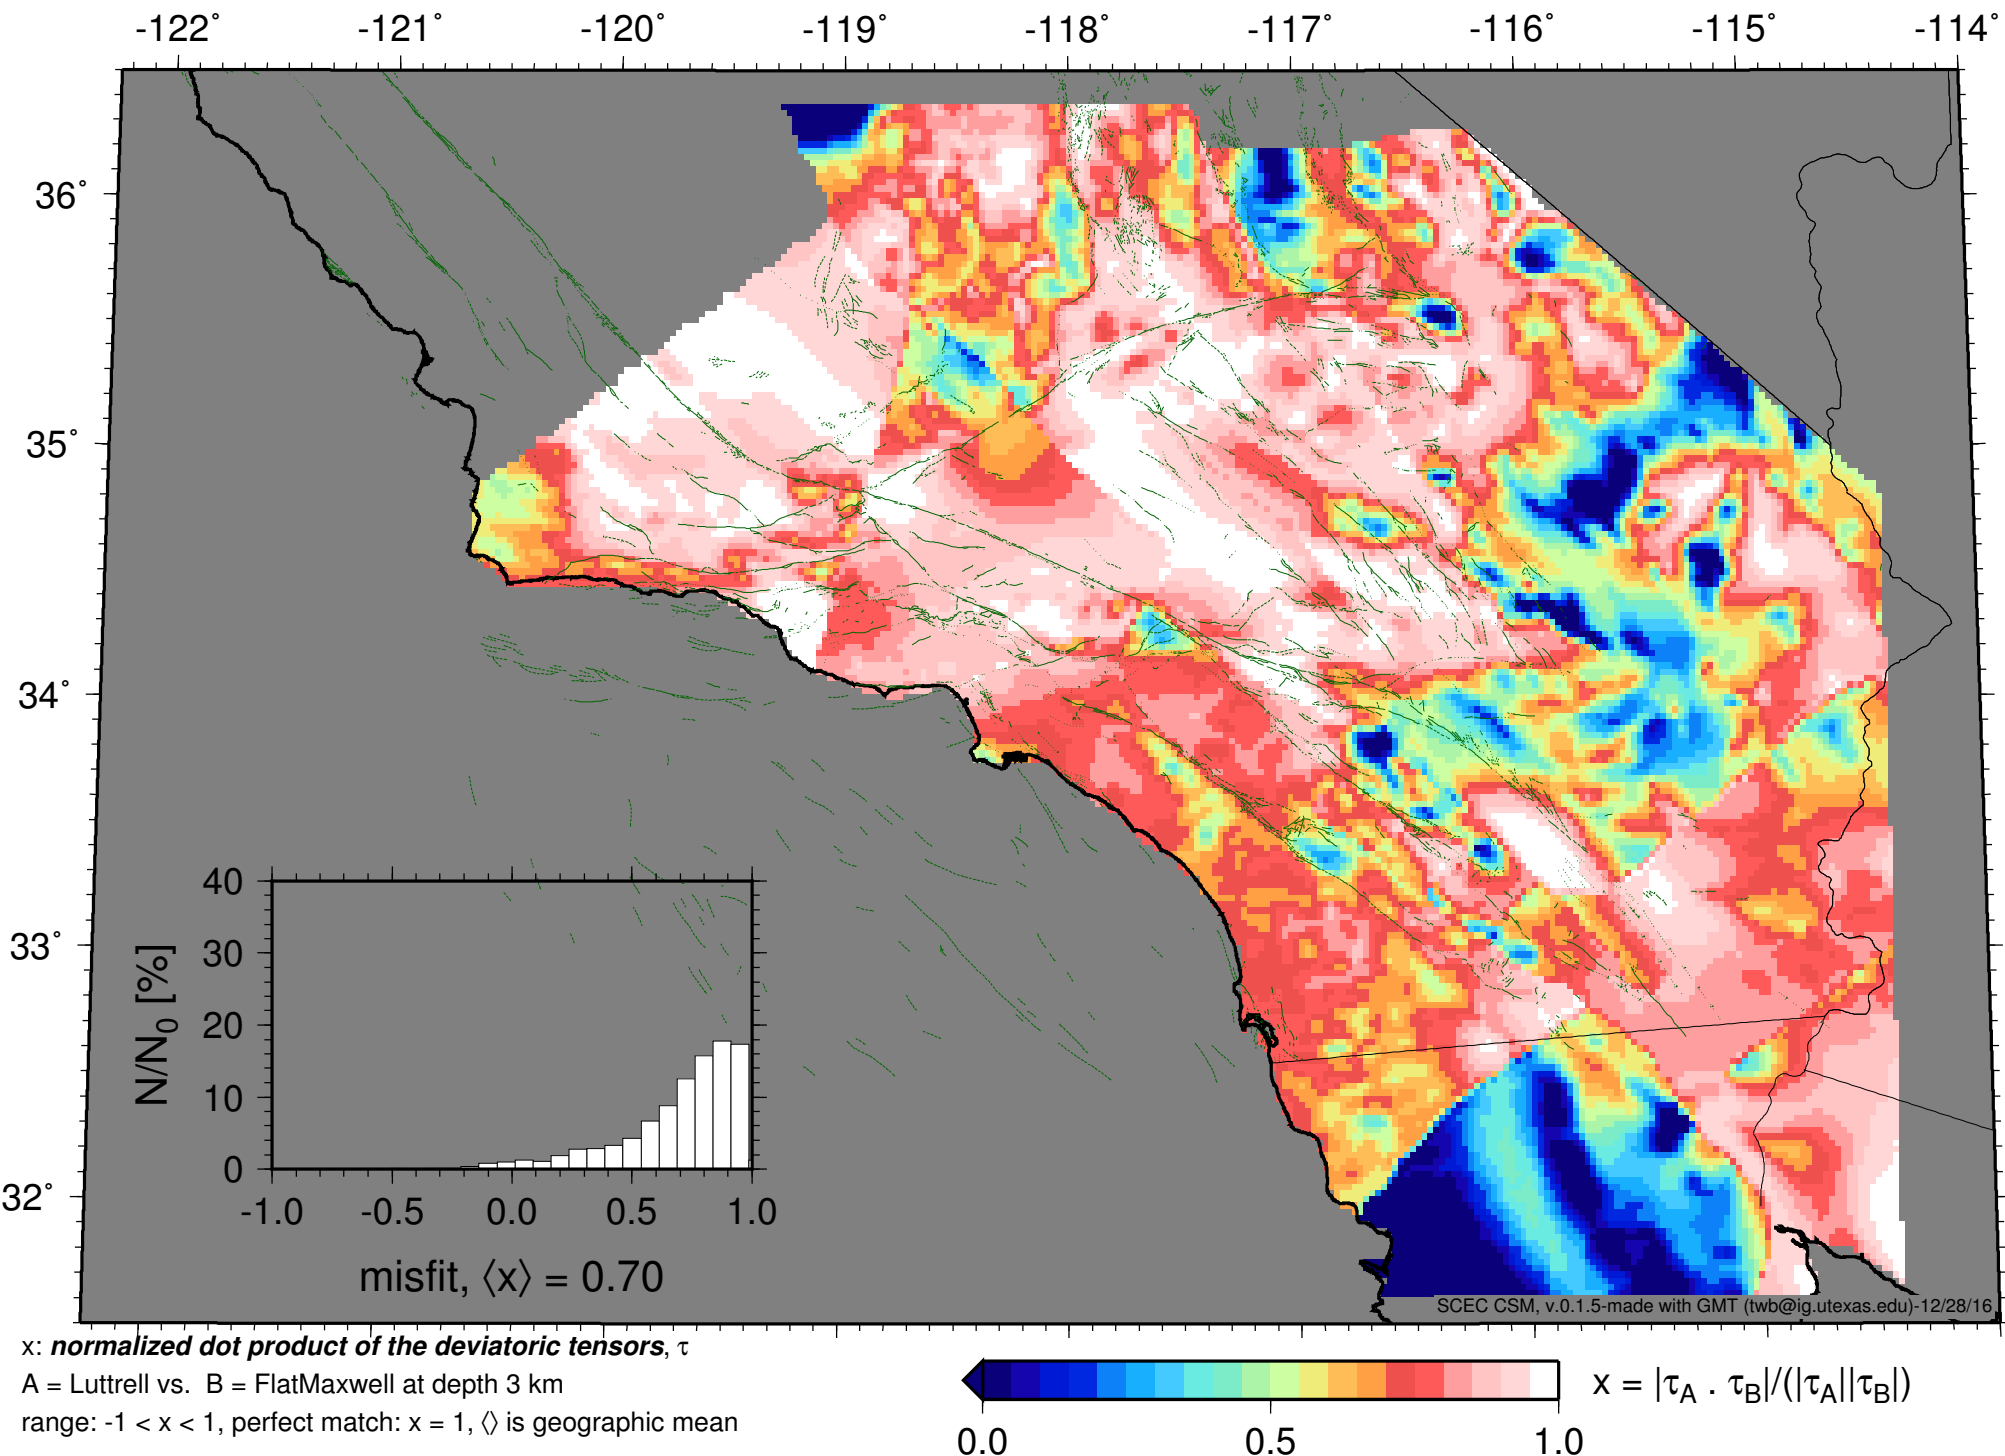 -122˚ -121˚ -120˚ -119˚ -118˚ -117˚ -116˚ -115˚ -114˚
36˚
35˚
34˚
33˚
32˚
40
30
20
10
0
N/N0 [%]
-1.0 -0.5 0.0 0.5 1.0
misfit, ⟨x⟩ = 0.70
SCEC CSM, v.0.1.5-made with GMT (twb@ig.utexas.edu)-12/28/16
x: normalized dot product of the deviatoric tensors, τ
A = Luttrell vs. B = FlatMaxwell at depth 3 km
range: -1 < x < 1, perfect match: x = 1, ⟨⟩ is geographic mean
x = |τA . τB|/(|τA||τB|)
0.0 0.5 1.0